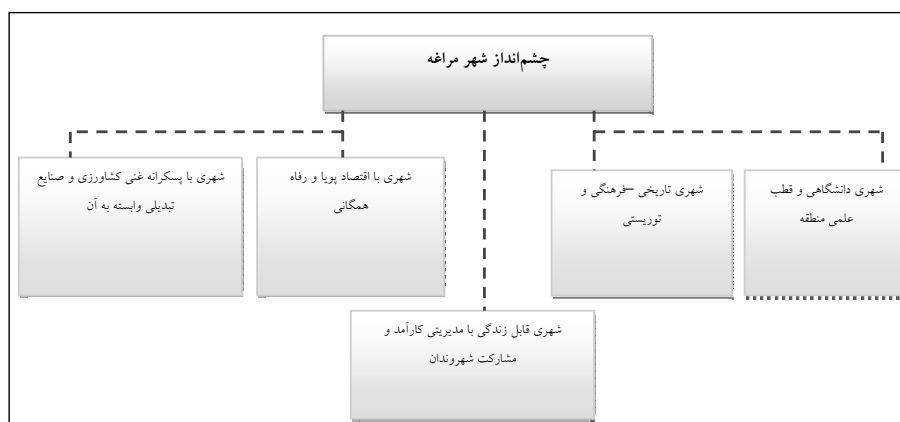 چشم‌انداز شهر مراغه
شهری دانشگاهی و قطب
علمی منطقه
شهری تاریخی –فرهنگی و
توریستی
شهری با اقتصاد پویا و رفاه
همگانی
شهری با پسکرانه غنی کشاورزی و صنایع
تبدیلی وابسته به آن
شهری قابل زندگی با مدیریتی کارآمد و
مشارکت شهروندان